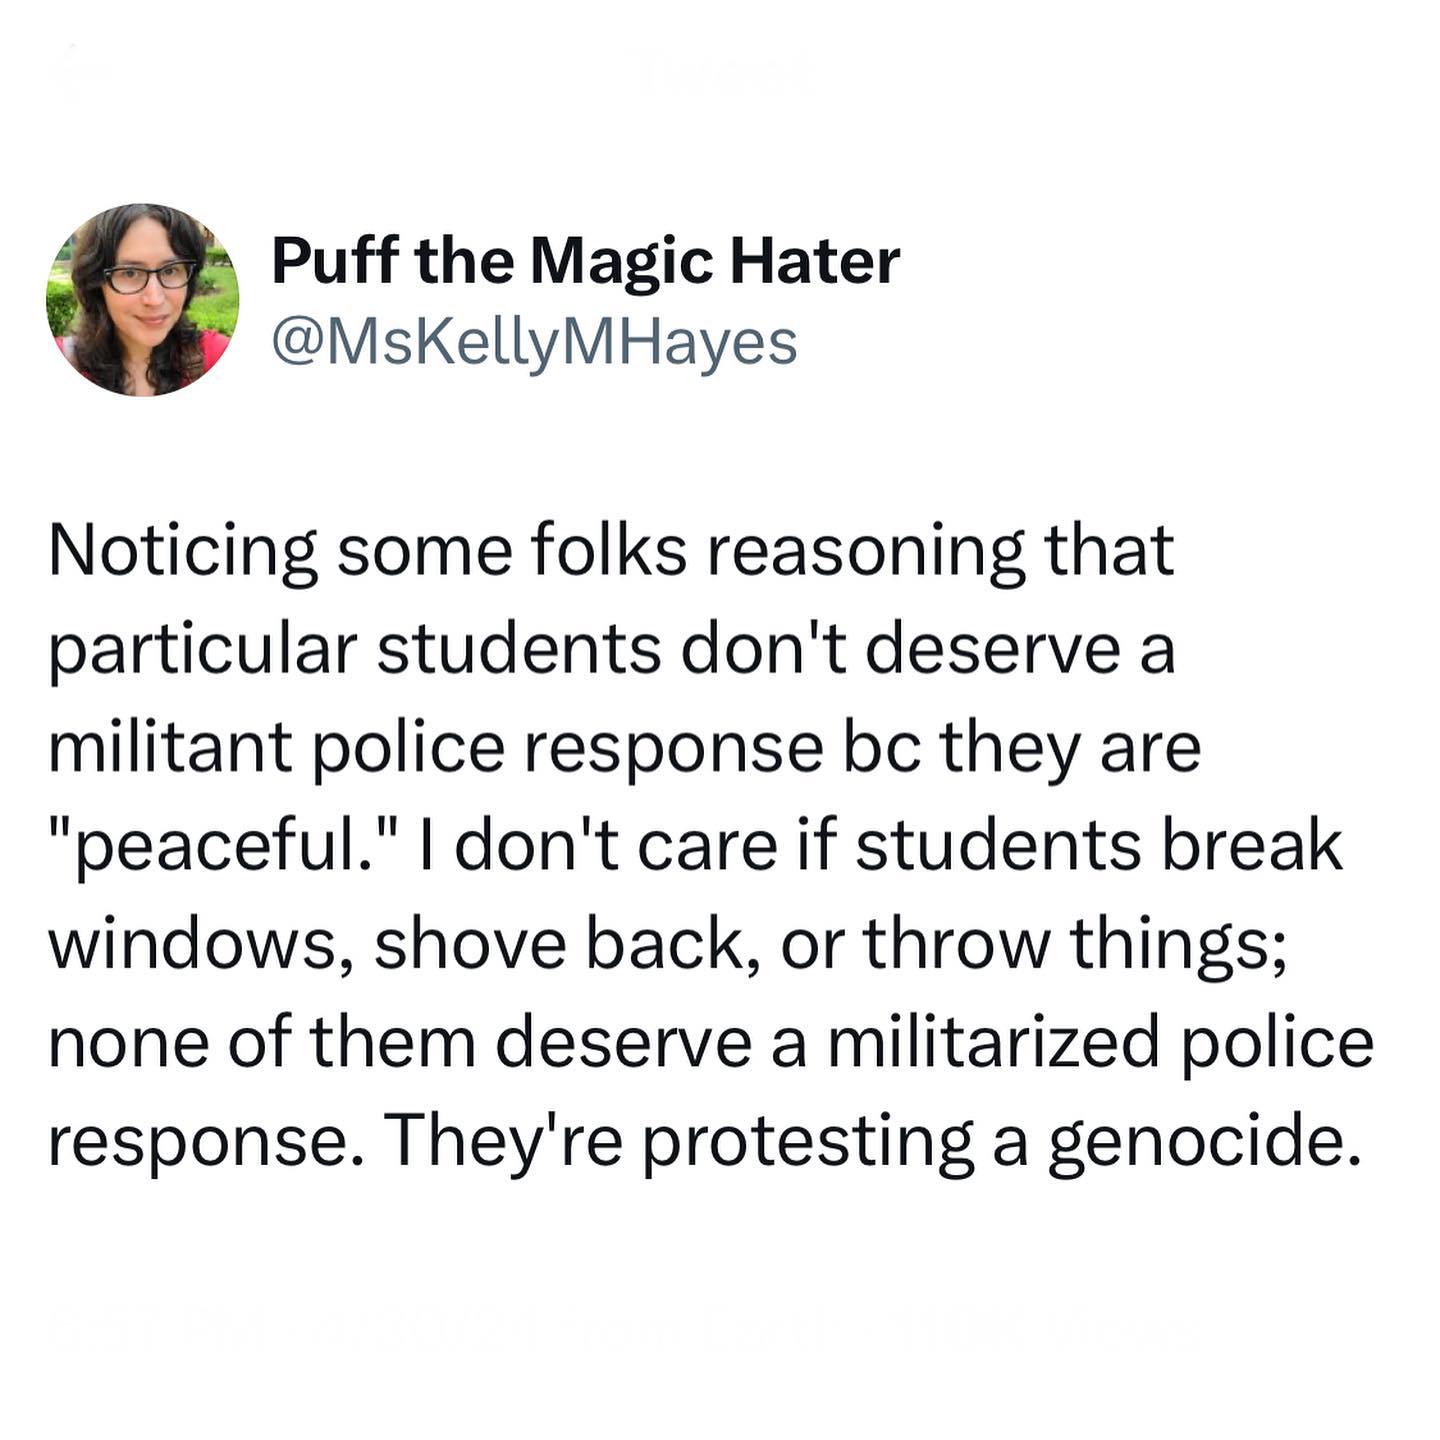 Puff the Magic Hater
@MsKellyMHayes
Noticing some folks reasoning that
particular students don't deserve a
militant police response bc they are
"peaceful." I don't care if students break
windows, shove back, or throw things;
none of them deserve a militarized police
response. They're protesting a genocide.